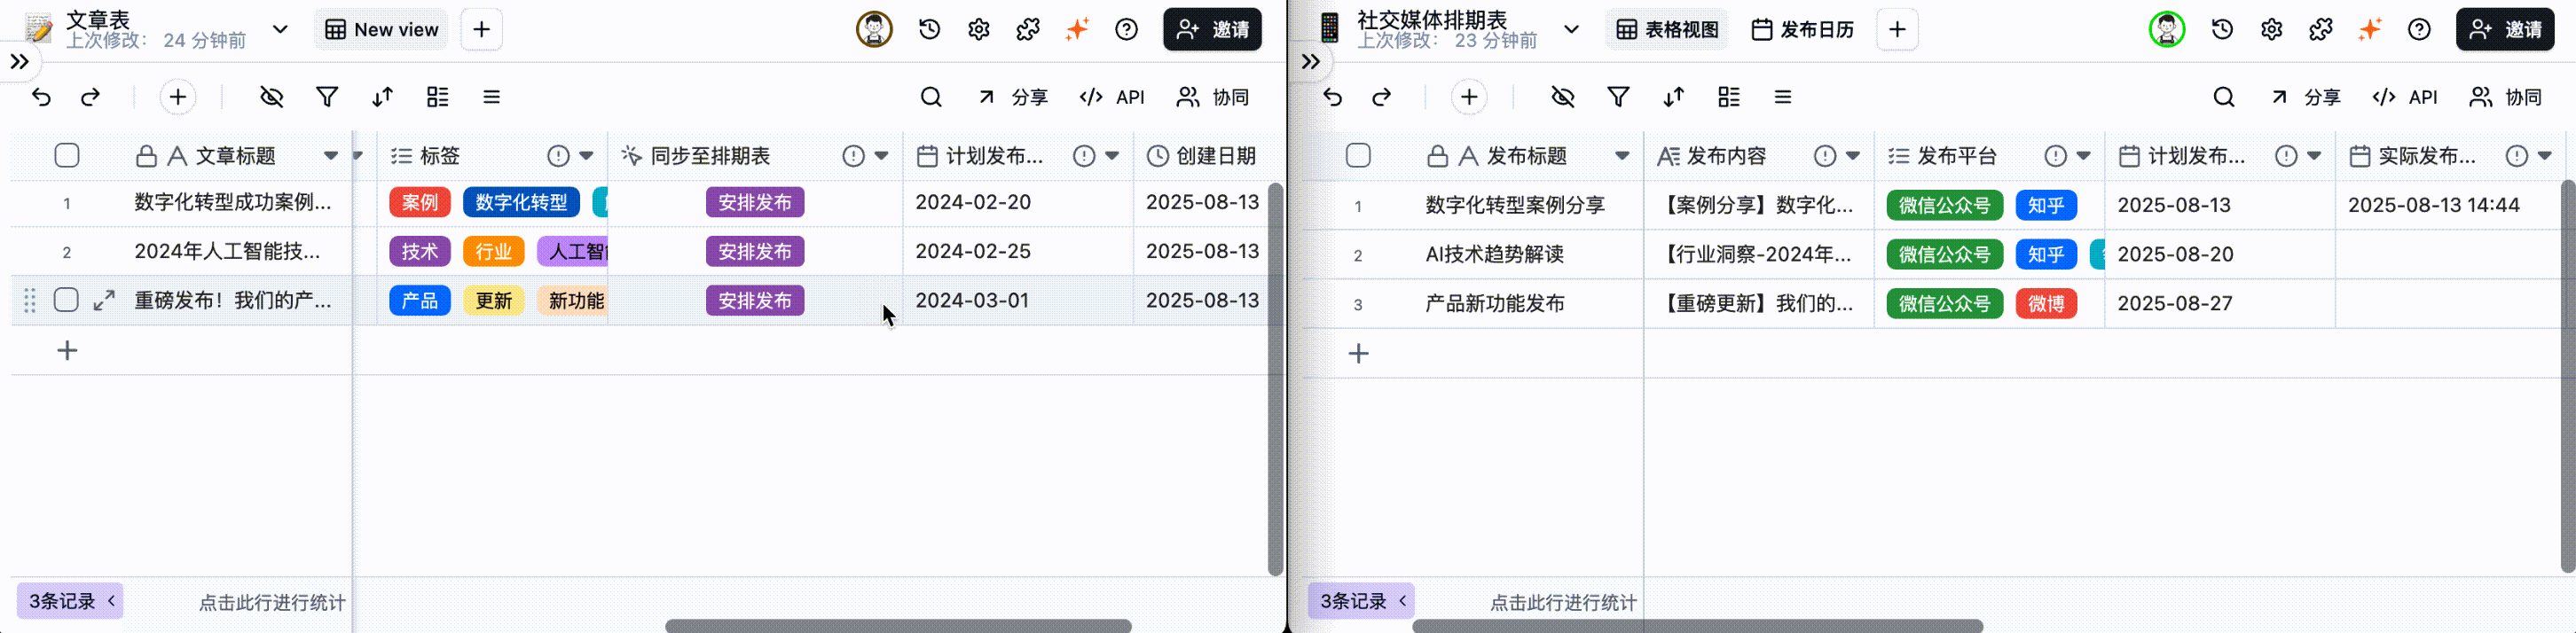 文章表
上次修改： 24 分钟前
New view
邀请
分享
API
协同
文章标题 标签 同步至排期表 计划发布... 创建日期
1 数字化转型成功案例... 案例 数字化转型 安排发布 2024-02-20 2025-08-13
2 2024年人工智能技... 技术 行业 人工智 安排发布 2024-02-25 2025-08-13
重磅发布！我们的产... 产品 更新 新功能 安排发布 2024-03-01 2025-08-13
3条记录 点击此行进行统计
社交媒体排期表
上次修改： 23 分钟前
表格视图
发布日历
邀请
分享
API
协同
发布标题 发布内容 发布平台 计划发布... 实际发布...
1 数字化转型案例分享 【案例分享】数字化... 微信公众号 知乎 2025-08-13 2025-08-13 14:44
2 AI技术趋势解读 【行业洞察-2024年... 微信公众号 知乎 2025-08-20
3 产品新功能发布 【重磅更新】我们的... 微信公众号 微博 2025-08-27
3条记录 点击此行进行统计